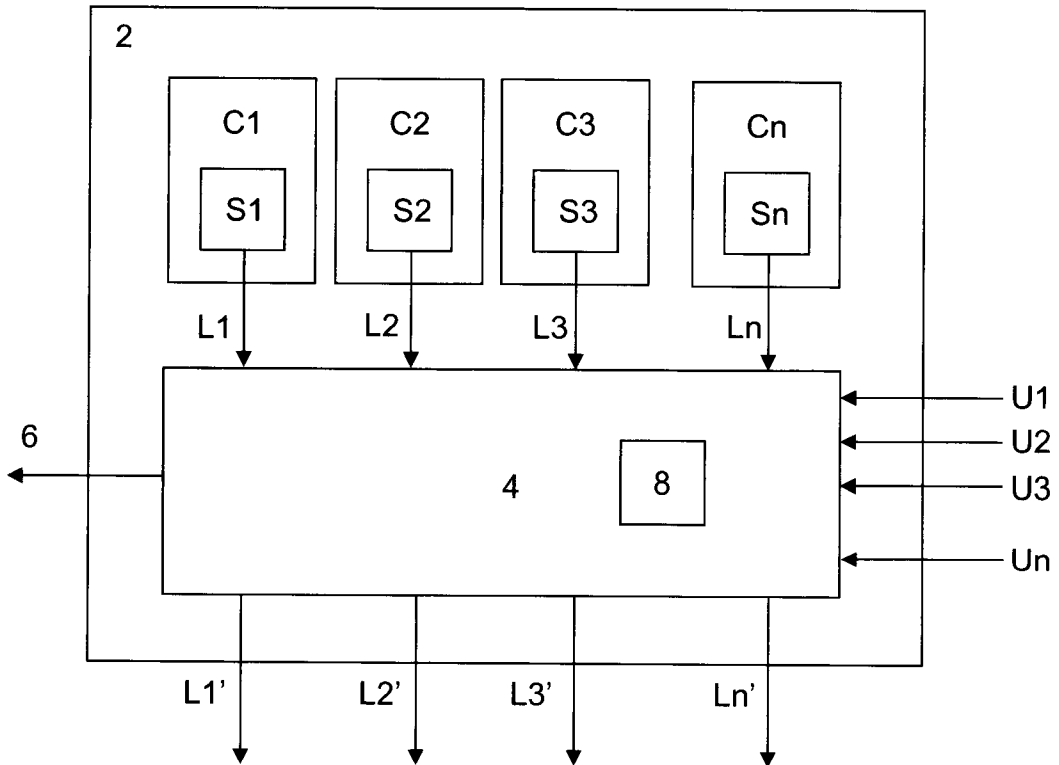 2
C1 C2 C3 Cn
S1 S2 S3 Sn
L1 L2 L3 Ln
U1
6 U2
4 8 U3
Un
L1' L2' L3' Ln'